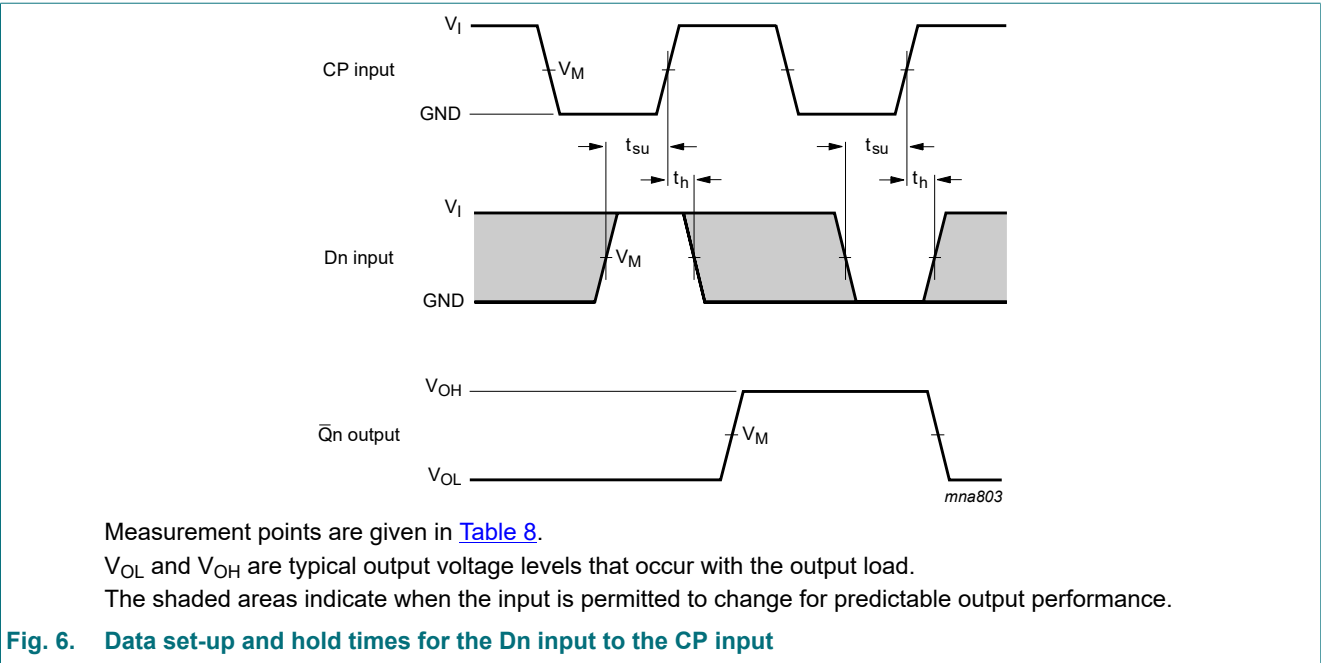 V_I
CP input
V_M
GND
t_su t_su
t_h t_h
V_I
Dn input
V_M
GND
V_OH
Q̅n output
V_M
V_OL
mna803
Measurement points are given in Table 8.
V_OL and V_OH are typical output voltage levels that occur with the output load.
The shaded areas indicate when the input is permitted to change for predictable output performance.
Fig. 6. Data set-up and hold times for the Dn input to the CP input